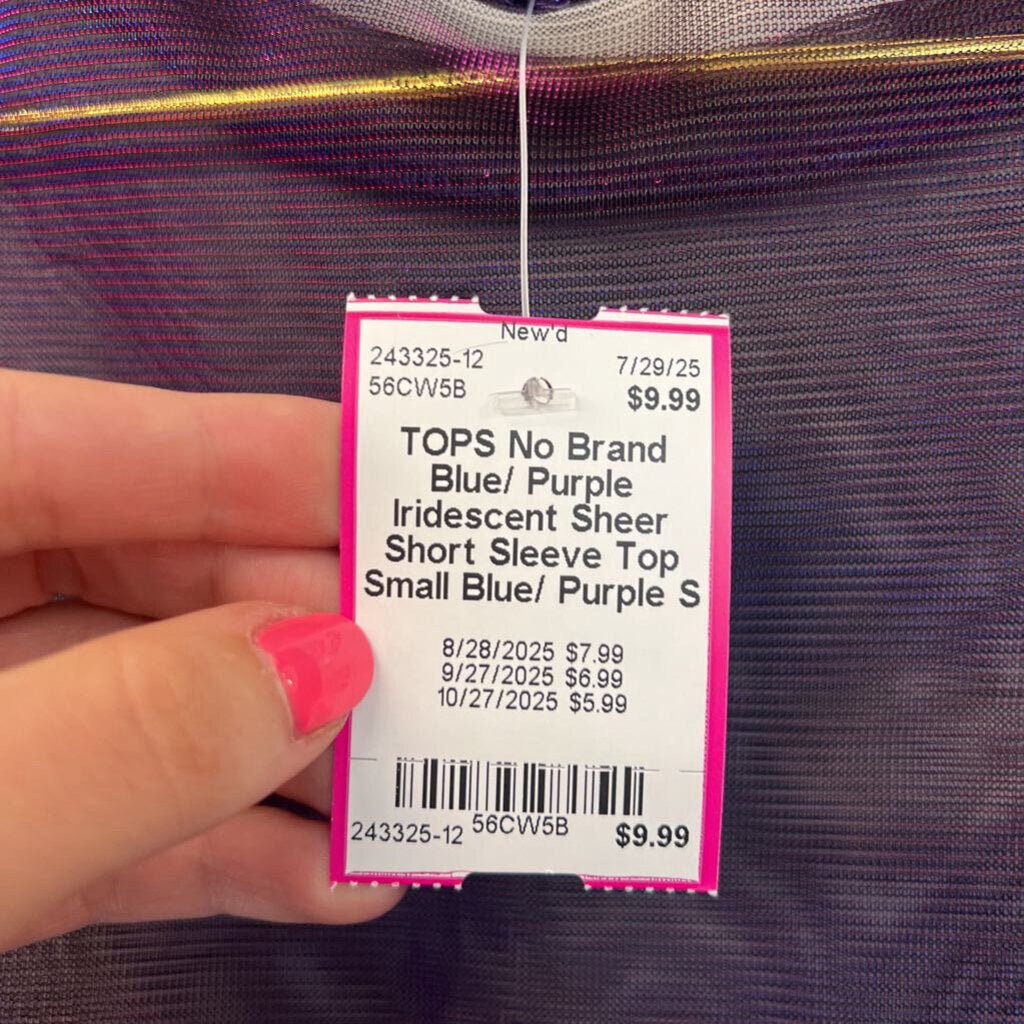 New'd
243325-12 7/29/25
56CW5B $9.99
TOPS No Brand
Blue/ Purple
Iridescent Sheer
Short Sleeve Top
Small Blue/ Purple S
8/28/2025 $7.99
9/27/2025 $6.99
10/27/2025 $5.99
243325-12 56CW5B $9.99